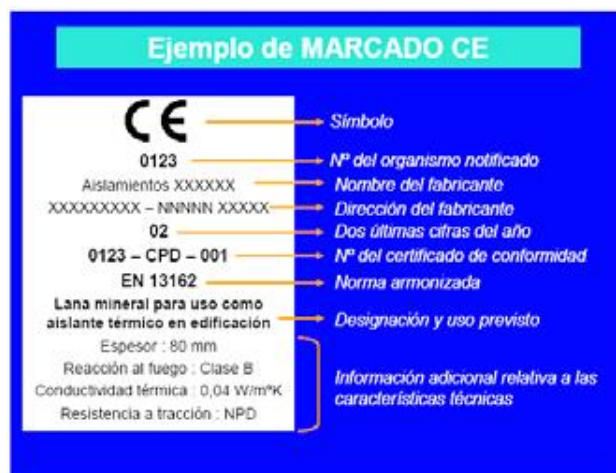 Ejemplo de MARCADO CE
CE
Símbolo
0123
Nº del organismo notificado
Aislamientos XXXXXX
Nombre del fabricante
XXXXXXXXX – NNNNN XXXXX
Dirección del fabricante
02
Dos últimas cifras del año
0123 – CPD – 001
Nº del certificado de conformidad
EN 13162
Norma armonizada
Lana mineral para uso como
aislante térmico en edificación
Designación y uso previsto
Espesor : 80 mm
Reacción al fuego : Clase B
Conductividad térmica : 0,04 W/mºK
Resistencia a tracción : NPD
Información adicional relativa a las
características técnicas